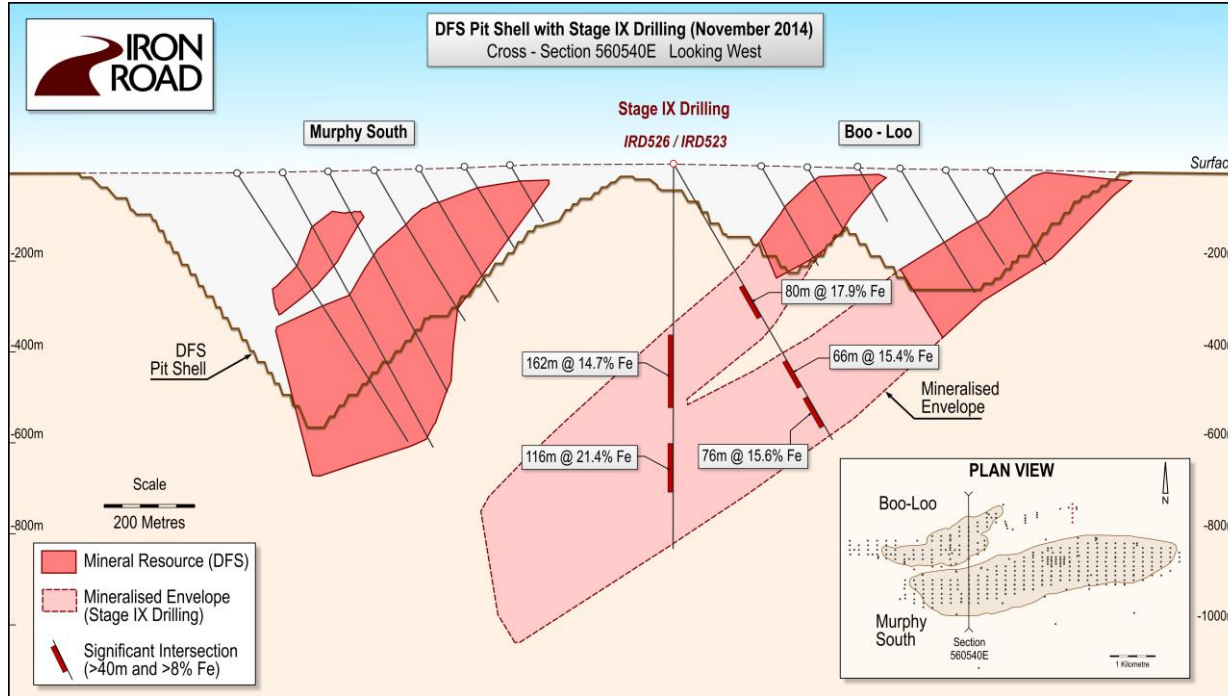 IRON
ROAD
DFS Pit Shell with Stage IX Drilling (November 2014)
Cross - Section 560540E Looking West
Stage IX Drilling
IRD526 / IRD523
Murphy South
Boo - Loo
Surfac
-200m
-200m
80m @ 17.9% Fe
-400m
DFS
Pit Shell
162m @ 14.7% Fe
66m @ 15.4% Fe
-400m
Mineralised
Envelope
-600m
116m @ 21.4% Fe
76m @ 15.6% Fe
-600m
Scale
200 Metres
-800m
-800m
PLAN VIEW
N
Boo-Loo
Murphy
South
Section
560540E
1 Kilometre
-1000m
Mineral Resource (DFS)
Mineralised Envelope
(Stage IX Drilling)
Significant Intersection
(>40m and >8% Fe)